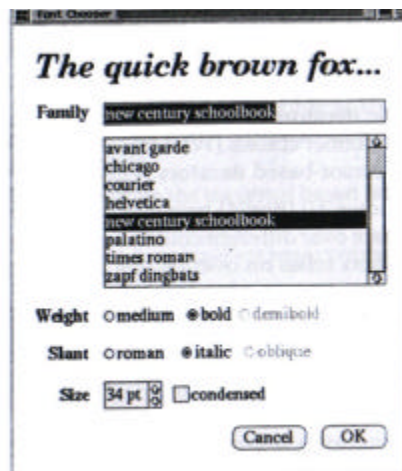 Font Chooser
The quick brown fox...
Family new century schoolbook
avant garde
chicago
courier
helvetica
new century schoolbook
palatino
times roman
zapf dingbats
Weight medium bold demibold
Slant roman italic oblique
Size 34 pt condensed
Cancel OK